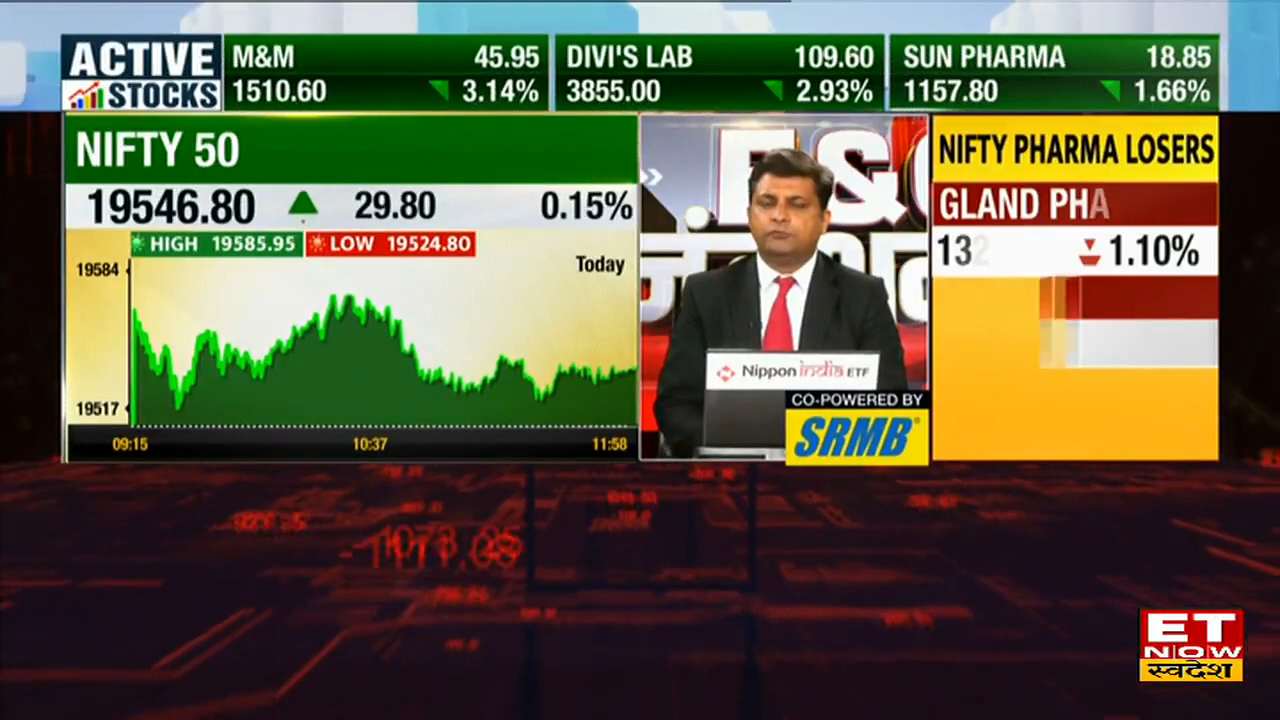 ACTIVE
STOCKS
M&M 45.95
1510.60 3.14%
DIVI'S LAB 109.60
3855.00 2.93%
SUN PHARMA 18.85
1157.80 1.66%
NIFTY 50
19546.80 29.80 0.15%
HIGH 19585.95 LOW 19524.80
Today
19584
19517
09:15 10:37 11:58
Nippon india ETF
CO-POWERED BY
SRMB
NIFTY PHARMA LOSERS
GLAND PHA
132 1.10%
ET
NOW
स्वदेश